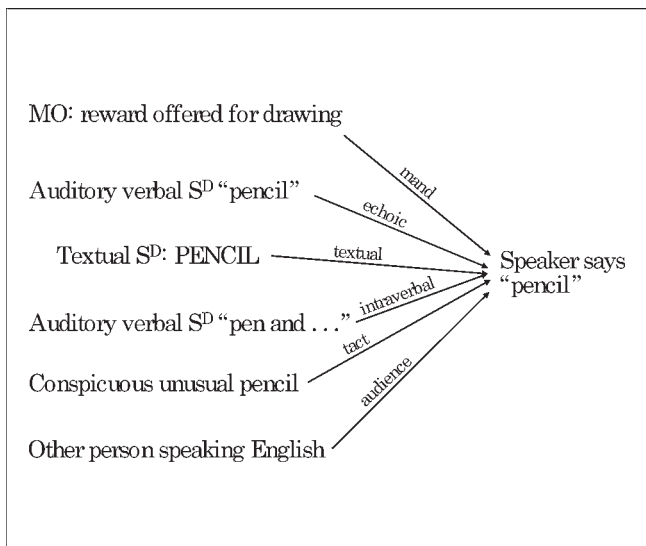 MO: reward offered for drawing
mand
Auditory verbal Sᴰ “pencil”
echoic
Textual Sᴰ: PENCIL
textual
Speaker says
“pencil”
Auditory verbal Sᴰ “pen and . . .”
intraverbal
tact
Conspicuous unusual pencil
audience
Other person speaking English